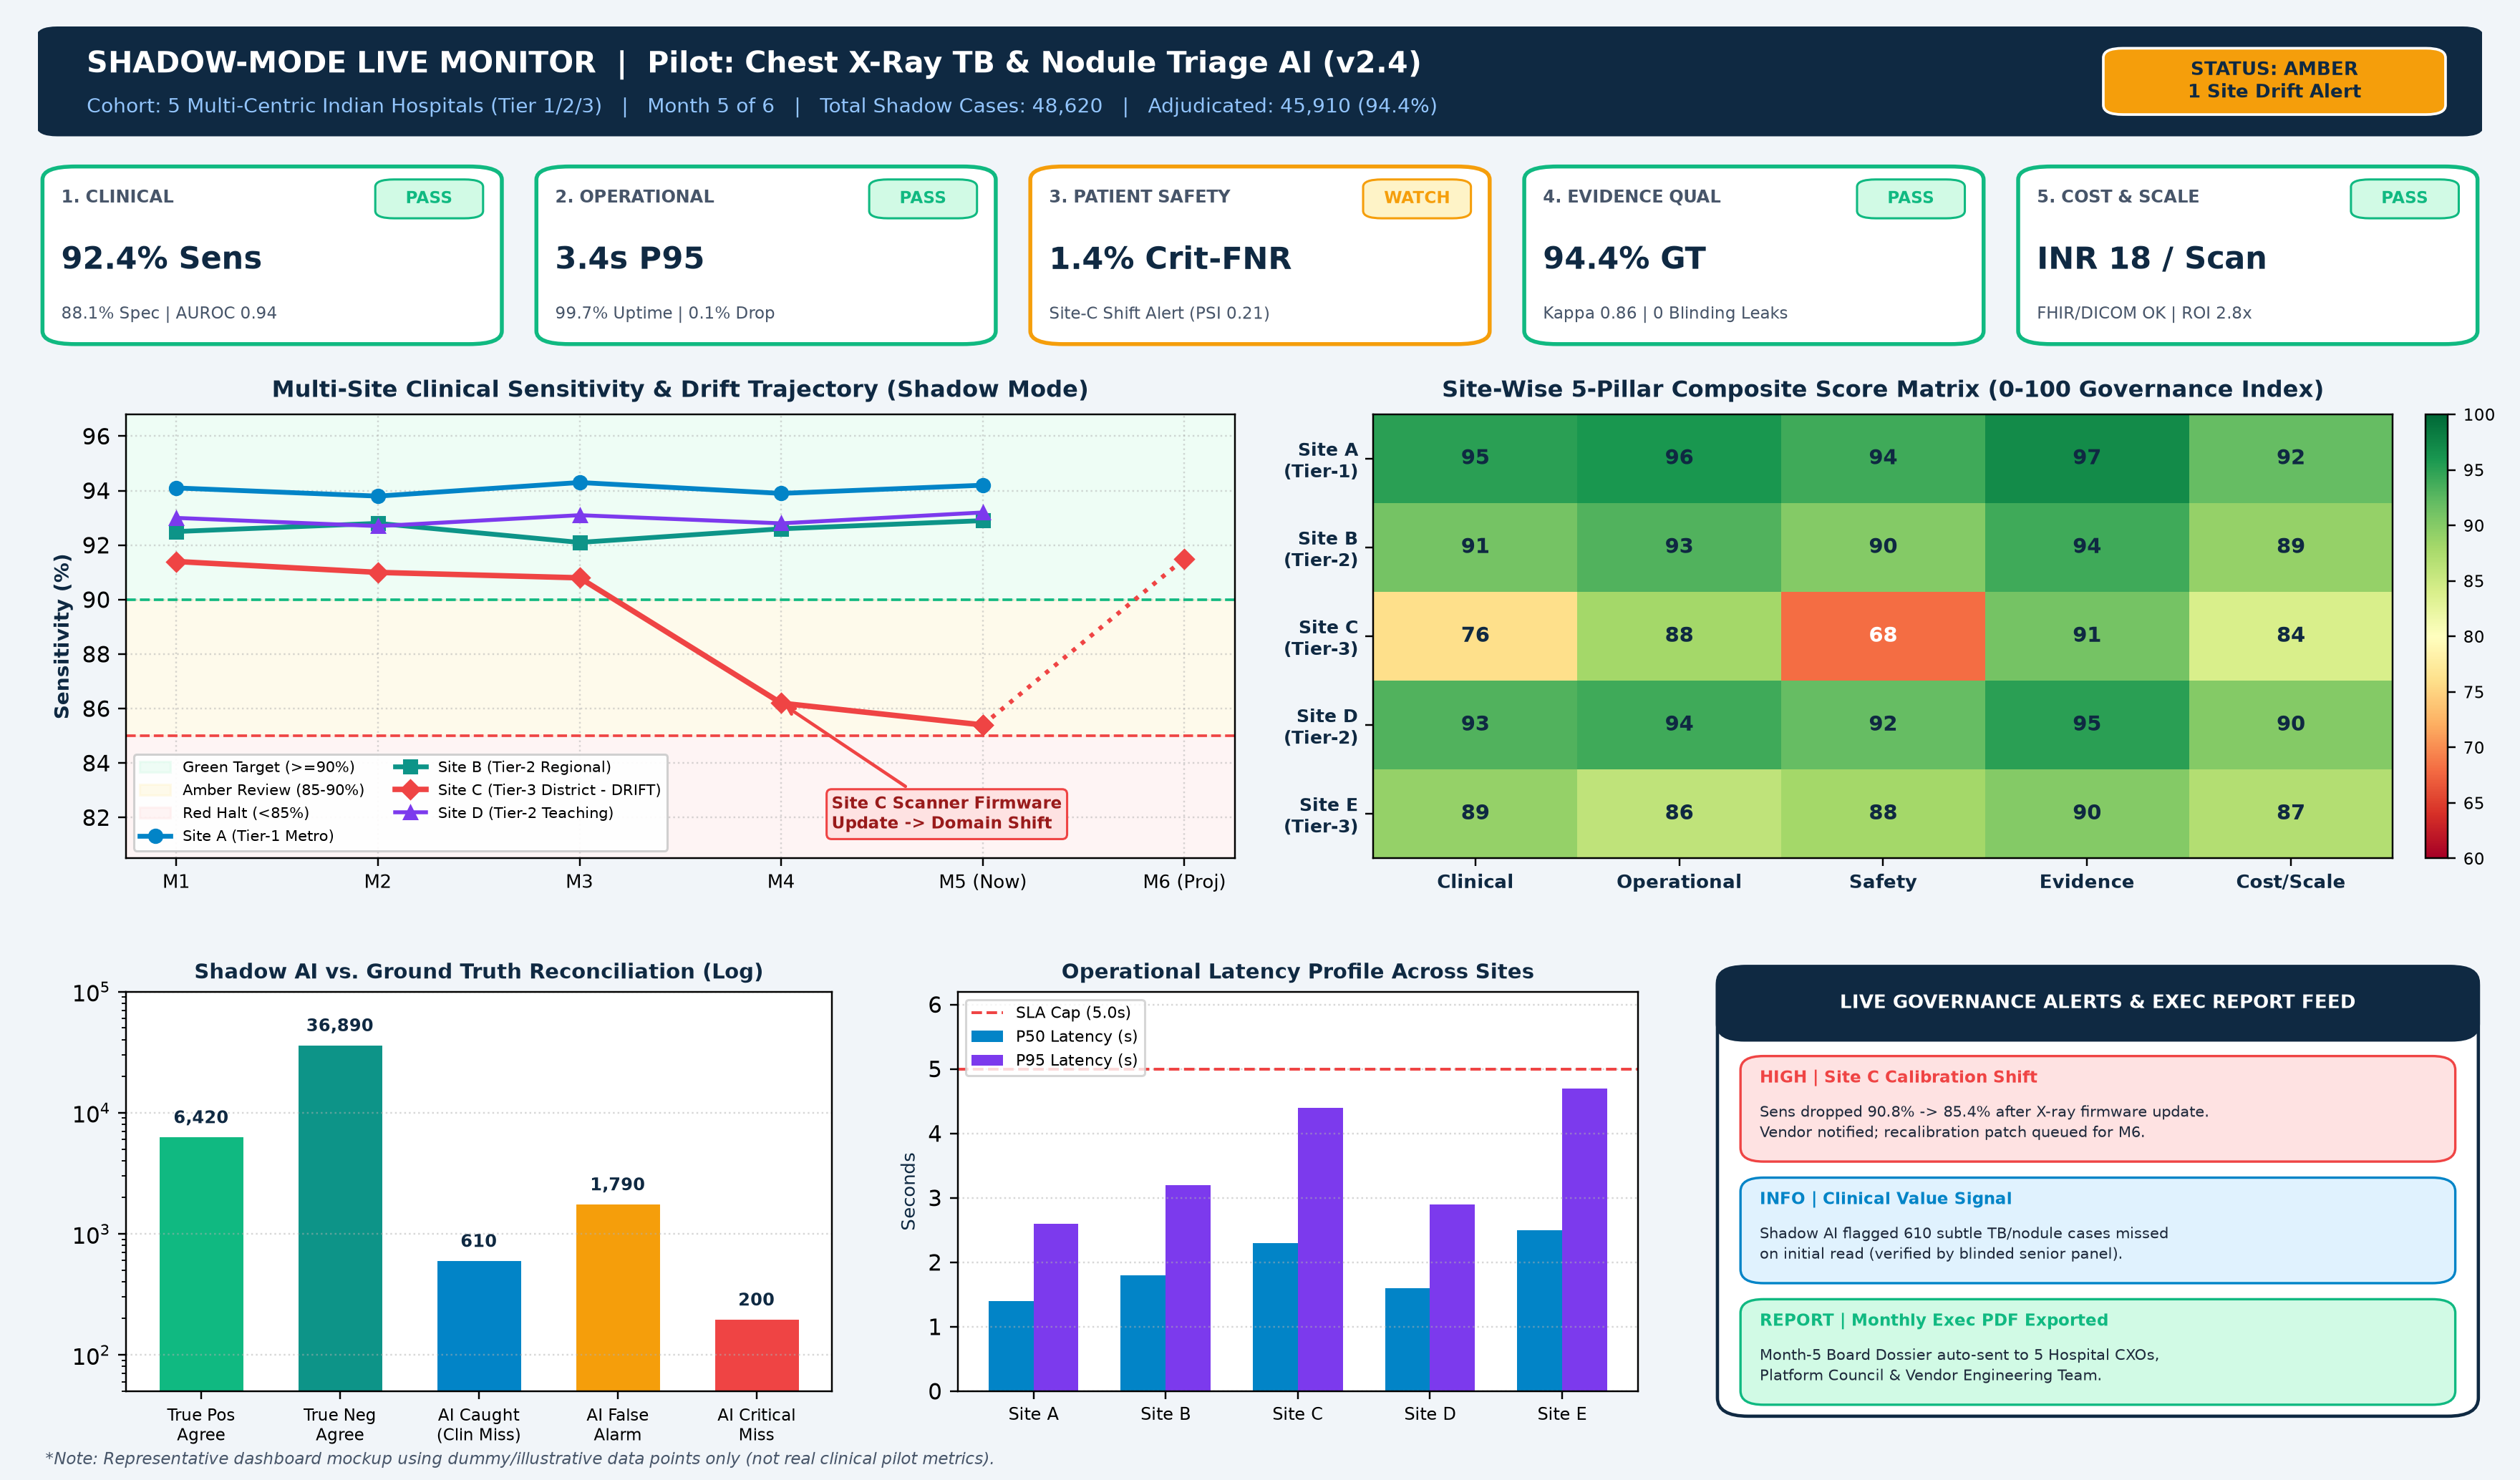 SHADOW-MODE LIVE MONITOR | Pilot: Chest X-Ray TB & Nodule Triage AI (v2.4)
Cohort: 5 Multi-Centric Indian Hospitals (Tier 1/2/3) | Month 5 of 6 | Total Shadow Cases: 48,620 | Adjudicated: 45,910 (94.4%)
STATUS: AMBER
1 Site Drift Alert
1. CLINICAL
PASS
92.4% Sens
88.1% Spec | AUROC 0.94
2. OPERATIONAL
PASS
3.4s P95
99.7% Uptime | 0.1% Drop
3. PATIENT SAFETY
WATCH
1.4% Crit-FNR
Site-C Shift Alert (PSI 0.21)
4. EVIDENCE QUAL
PASS
94.4% GT
Kappa 0.86 | 0 Blinding Leaks
5. COST & SCALE
PASS
INR 18 / Scan
FHIR/DICOM OK | ROI 2.8x
Multi-Site Clinical Sensitivity & Drift Trajectory (Shadow Mode)
Sensitivity (%)
96
94
92
90
88
86
84
82
Green Target (>=90%)
Amber Review (85-90%)
Red Halt (<85%)
Site A (Tier-1 Metro)
Site B (Tier-2 Regional)
Site C (Tier-3 District - DRIFT)
Site D (Tier-2 Teaching)
Site C Scanner Firmware
Update -> Domain Shift
M1 M2 M3 M4 M5 (Now) M6 (Proj)
Site-Wise 5-Pillar Composite Score Matrix (0-100 Governance Index)
Site A
(Tier-1)
95 96 94 97 92
Site B
(Tier-2)
91 93 90 94 89
Site C
(Tier-3)
76 88 68 91 84
Site D
(Tier-2)
93 94 92 95 90
Site E
(Tier-3)
89 86 88 90 87
Clinical Operational Safety Evidence Cost/Scale
100
95
90
85
80
75
70
65
60
Shadow AI vs. Ground Truth Reconciliation (Log)
10⁵
10⁴
10³
10²
6,420
36,890
610
1,790
200
True Pos
Agree
True Neg
Agree
AI Caught
(Clin Miss)
AI False
Alarm
AI Critical
Miss
Operational Latency Profile Across Sites
Seconds
6
5
4
3
2
1
0
SLA Cap (5.0s)
P50 Latency (s)
P95 Latency (s)
Site A Site B Site C Site D Site E
LIVE GOVERNANCE ALERTS & EXEC REPORT FEED
HIGH | Site C Calibration Shift
Sens dropped 90.8% -> 85.4% after X-ray firmware update.
Vendor notified; recalibration patch queued for M6.
INFO | Clinical Value Signal
Shadow AI flagged 610 subtle TB/nodule cases missed
on initial read (verified by blinded senior panel).
REPORT | Monthly Exec PDF Exported
Month-5 Board Dossier auto-sent to 5 Hospital CXOs,
Platform Council & Vendor Engineering Team.
*Note: Representative dashboard mockup using dummy/illustrative data points only (not real clinical pilot metrics).